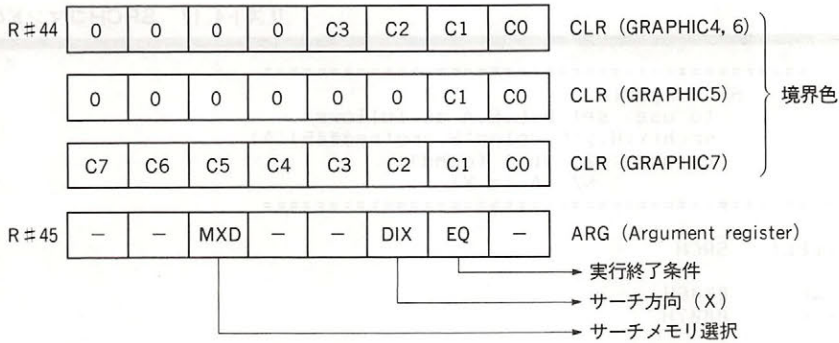 R#44 0 0 0 0 C3 C2 C1 C0 CLR (GRAPHIC4, 6)
0 0 0 0 0 0 C1 C0 CLR (GRAPHIC5) 境界色
C7 C6 C5 C4 C3 C2 C1 C0 CLR (GRAPHIC7)
R#45 − − MXD − − DIX EQ − ARG (Argument register)
実行終了条件
サーチ方向 (X)
サーチメモリ選択